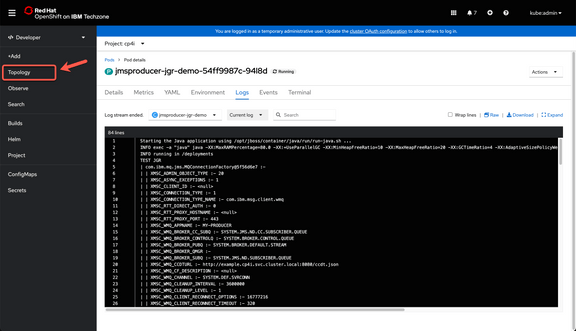 Red Hat
OpenShift on IBM Techzone
7
kube:admin
You are logged in as a temporary administrative user. Update the cluster OAuth configuration to allow others to log in.
Developer
+Add
Topology
Observe
Search
Builds
Helm
Project
ConfigMaps
Secrets
Project: cp4i
Pods › Pod details
P jmsproducer-jgr-demo-54ff9987c-94l8d Running
Actions
Details Metrics YAML Environment Logs Events Terminal
Log stream ended. C jmsproducer-jgr-demo Current log Search Wrap lines Raw Download Expand
84 lines
1 Starting the Java application using /opt/jboss/container/java/run/run-java.sh ...
2 INFO exec -a "java" java -XX:MaxRAMPercentage=80.0 -XX:+UseParallelGC -XX:MinHeapFreeRatio=10 -XX:MaxHeapFreeRatio=20 -XX:GCTimeRatio=4 -XX:AdaptiveSizePolicyWe
3 INFO running in /deployments
4 TEST JGR
5 | com.ibm.mq.jms.MQConnectionFactory@5f56d6e7 :-
6 | | XMSC_ADMIN_OBJECT_TYPE :- 20
7 | | XMSC_ASYNC_EXCEPTIONS :- 1
8 | | XMSC_CLIENT_ID :- <null>
9 | | XMSC_CONNECTION_TYPE :- 1
10 | | XMSC_CONNECTION_TYPE_NAME :- com.ibm.msg.client.wmq
11 | | XMSC_RTT_DIRECT_AUTH :- 0
12 | | XMSC_RTT_PROXY_HOSTNAME :- <null>
13 | | XMSC_RTT_PROXY_PORT :- 443
14 | | XMSC_WMQ_APPNAME :- MY-PRODUCER
15 | | XMSC_WMQ_BROKER_CC_SUBQ :- SYSTEM.JMS.ND.CC.SUBSCRIBER.QUEUE
16 | | XMSC_WMQ_BROKER_CONTROLQ :- SYSTEM.BROKER.CONTROL.QUEUE
17 | | XMSC_WMQ_BROKER_PUBQ :- SYSTEM.BROKER.DEFAULT.STREAM
18 | | XMSC_WMQ_BROKER_QMGR :-
19 | | XMSC_WMQ_BROKER_SUBQ :- SYSTEM.JMS.ND.SUBSCRIBER.QUEUE
20 | | XMSC_WMQ_CCDTURL :- http://example.cp4i.svc.cluster.local:8080/ccdt.json
21 | | XMSC_WMQ_CF_DESCRIPTION :- <null>
22 | | XMSC_WMQ_CHANNEL :- SYSTEM.DEF.SVRCONN
23 | | XMSC_WMQ_CLEANUP_INTERVAL :- 3600000
24 | | XMSC_WMQ_CLEANUP_LEVEL :- 1
25 | | XMSC_WMQ_CLIENT_RECONNECT_OPTIONS :- 16777216
26 | | XMSC_WMQ_CLIENT_RECONNECT_TIMEOUT :- 320